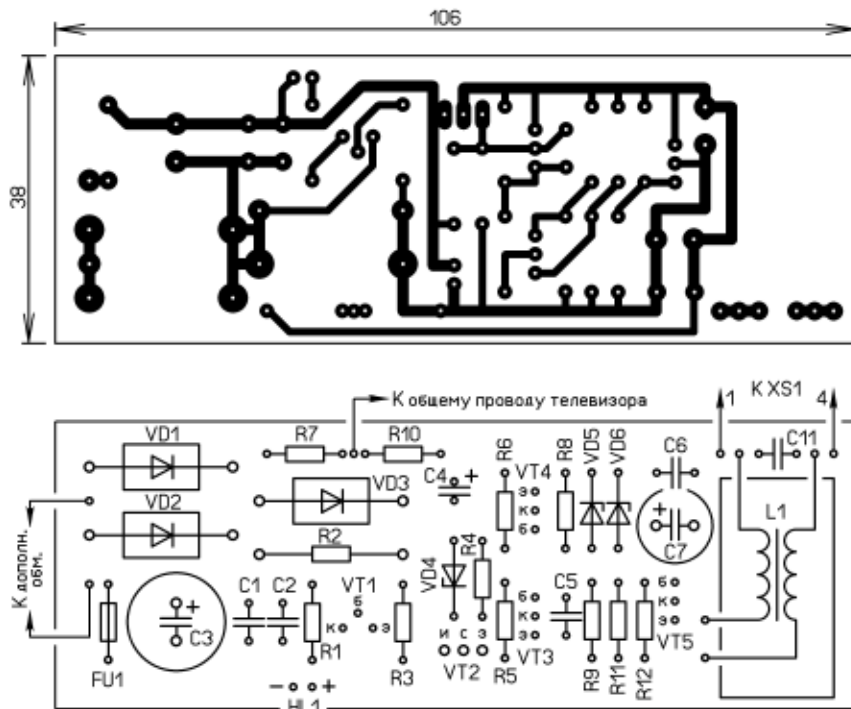 106
38
К общему проводу телевизора
К XS1
1
4
VD1
R7
R10
C4
+
R6
VT4
R8
VD5
VD6
C6
C11
VD2
VD3
э
к
б
+
C7
L1
К дополн.
обм.
R2
VD4
R4
C3
+
C1
C2
R1
VT1
б
к
э
R3
и с з
VT2
R5
б
к
э
VT3
C5
R9
R11
R12
б
к
э
VT5
FU1
− +
HL1